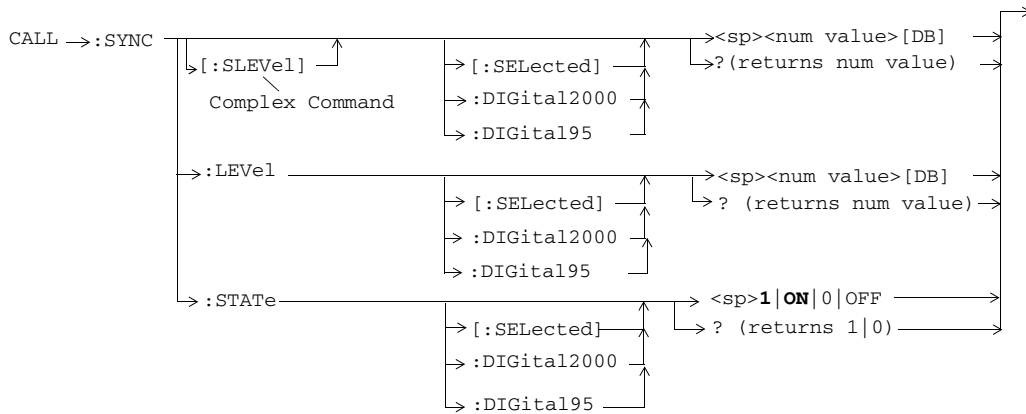 CALL :SYNC <sp><num value>[DB]
[:SLEVel] [:SELected] ?(returns num value)
Complex Command :DIGital2000
:DIGital95
:LEVel <sp><num value>[DB]
[:SELected] ? (returns num value)
:DIGital2000
:DIGital95
:STATe <sp>1|ON|0|OFF
[:SELected] ? (returns 1|0)
:DIGital2000
:DIGital95